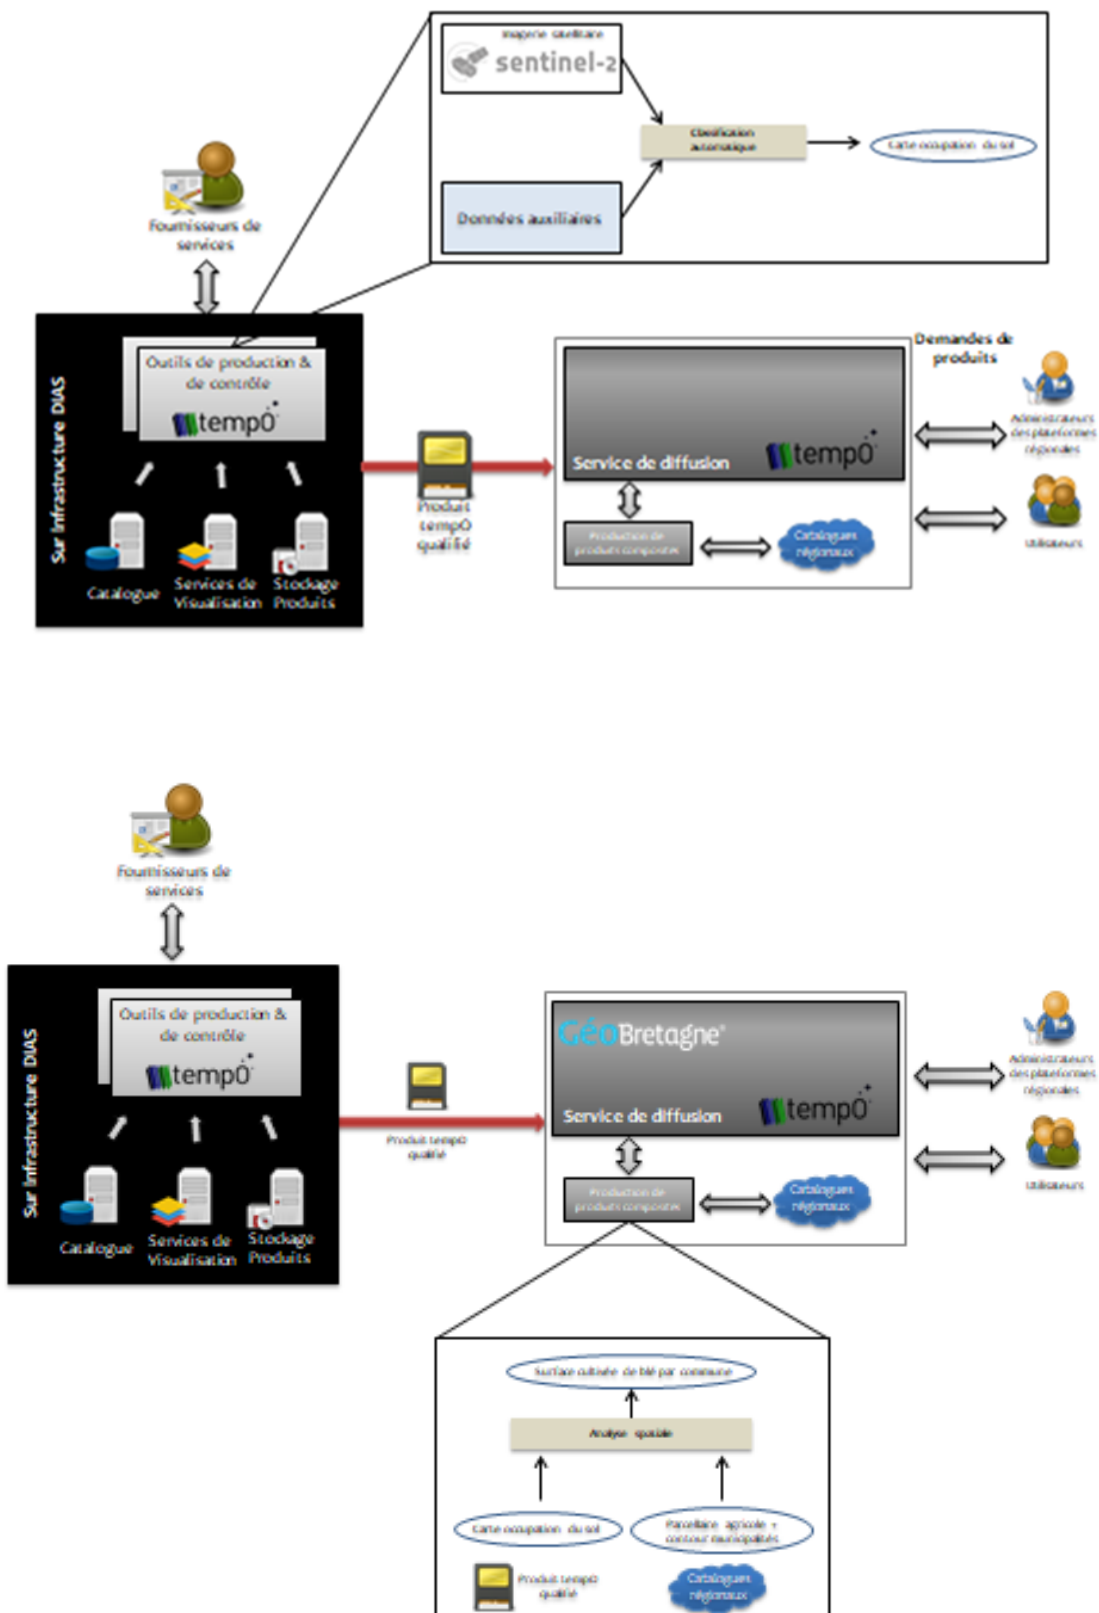 Imagerie satellitaire
sentinel-2
Classification
automatique
Carte occupation du sol
Données auxiliaires
Fournisseurs de
services
Sur Infrastructure DIAS
Outils de production &
de contrôle
tempO
Catalogue
Services de
Visualisation
Stockage
Produits
Produit
tempO
qualifié
Service de diffusion
tempO
Production de
produits composites
Catalogues
régionaux
Demandes de
produits
Administrateurs
des plateformes
régionales
Utilisateurs
Fournisseurs de
services
Sur Infrastructure DIAS
Outils de production &
de contrôle
tempO
Catalogue
Services de
Visualisation
Stockage
Produits
Produit tempO
qualifié
GéoBretagne
Service de diffusion
tempO
Production de
produits composites
Catalogues
régionaux
Administrateurs
des plateformes
régionales
Utilisateurs
Surface cultivée de blé par commune
Analyse spatiale
Carte occupation du sol
Parcellaire agricole +
contour municipalités
Produit tempO
qualifié
Catalogues
régionaux